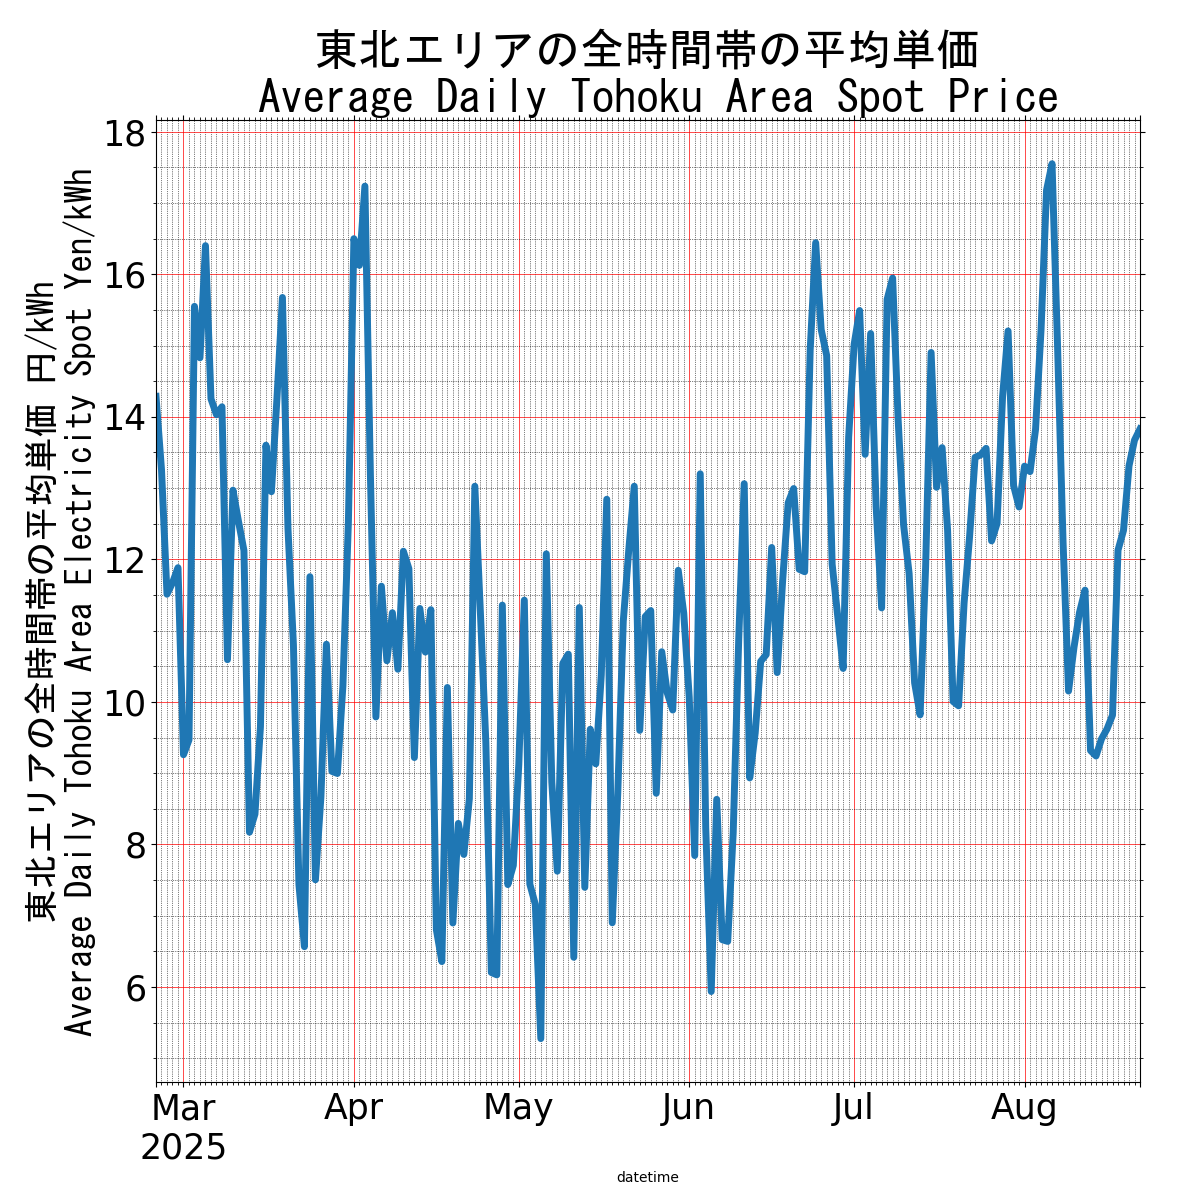 東北エリアの全時間帯の平均単価
Average Daily Tohoku Area Spot Price
東北エリアの全時間帯の平均単価 円/kWh
Average Daily Tohoku Area Electricity Spot Yen/kWh
18
16
14
12
10
8
6
Mar
2025
Apr
May
Jun
Jul
Aug
datetime